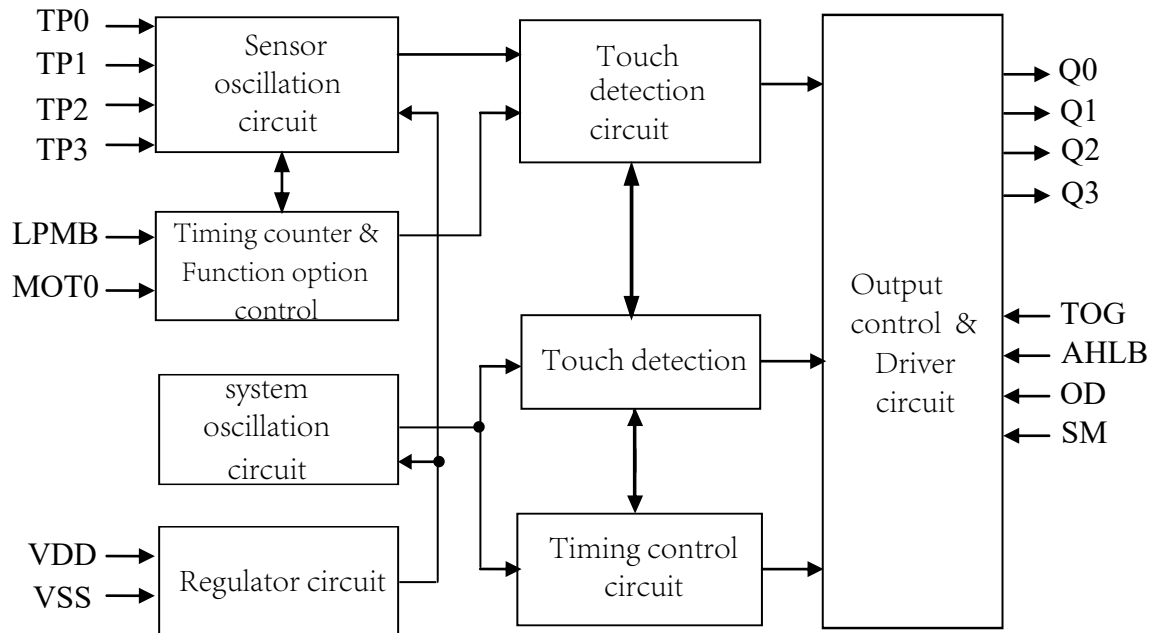 TP0
TP1
TP2
TP3
Sensor
oscillation
circuit
Touch
detection
circuit
Q0
Q1
Q2
Q3
LPMB
MOT0
Timing counter &
Function option
control
Output
control &
Driver
circuit
TOG
AHLB
OD
SM
Touch detection
system
oscillation
circuit
VDD
VSS
Regulator circuit
Timing control
circuit